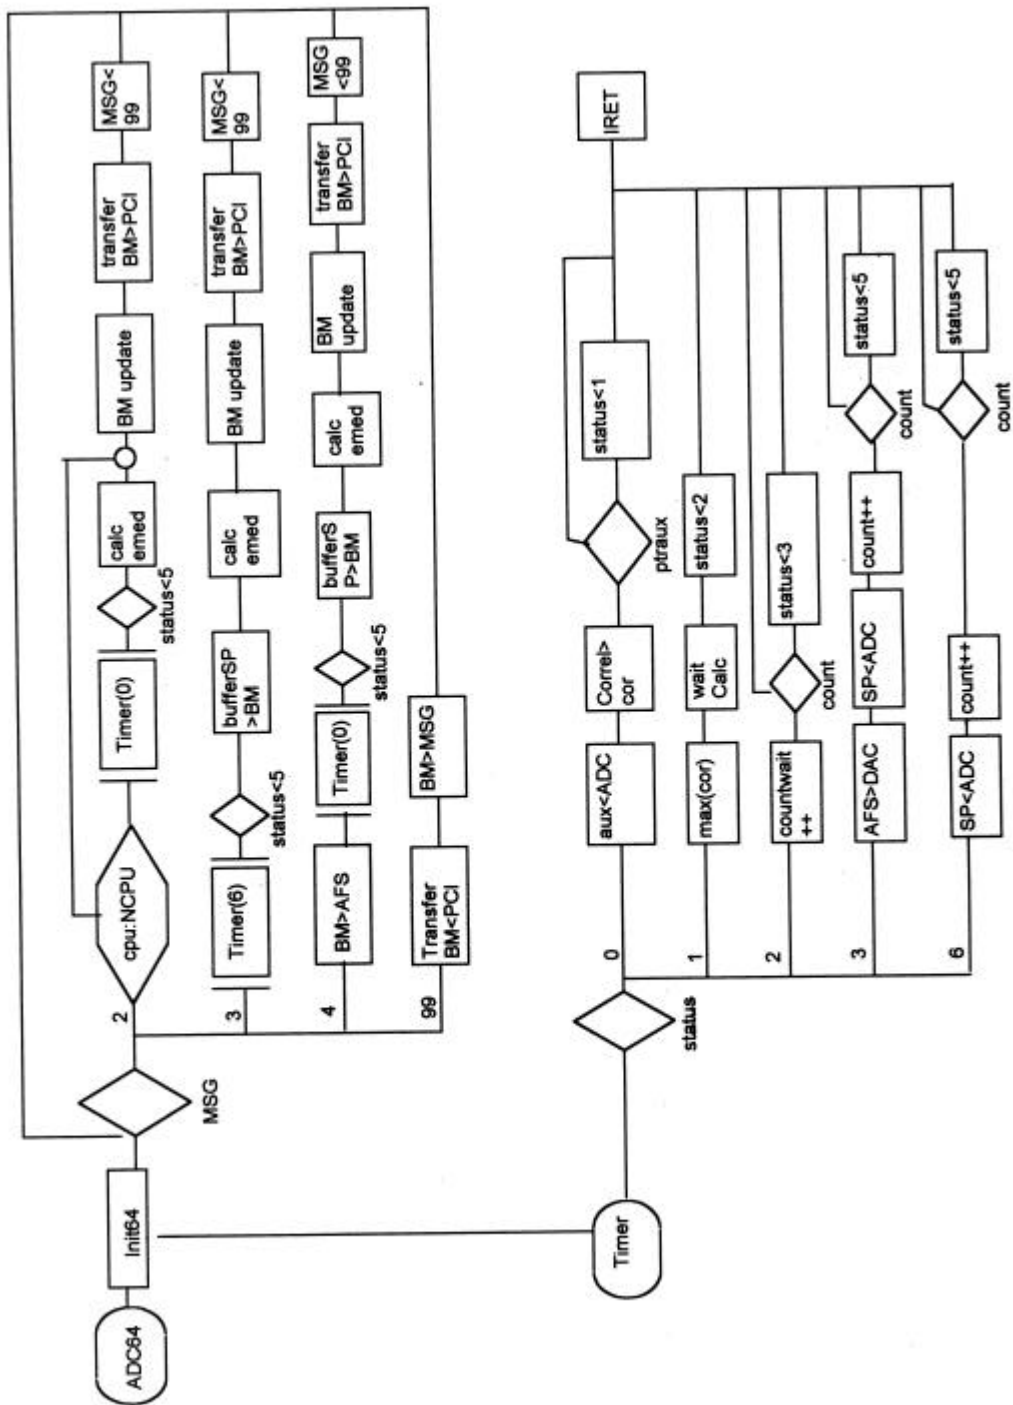 ADC64
Init64
MSG
2
cpu:NCPU
Timer(0)
status<5
calc
emed
BM update
transfer
BM>PCI
MSG<
99
3
Timer(6)
status<5
bufferSP
>BM
calc
emed
BM update
transfer
BM>PCI
MSG<
99
4
BM>AFS
Timer(0)
status<5
bufferS
P>BM
calc
emed
BM
update
transfer
BM>PCI
MSG
<99
99
Transfer
BM<PCI
BM>MSG
Timer
status
0
aux<ADC
Correl>
cor
ptraux
status<1
IRET
1
max(cor)
wait
Calc
status<2
2
countwait
++
count
status<3
3
AFS>DAC
SP<ADC
count++
count
status<5
6
SP<ADC
count++
count
status<5